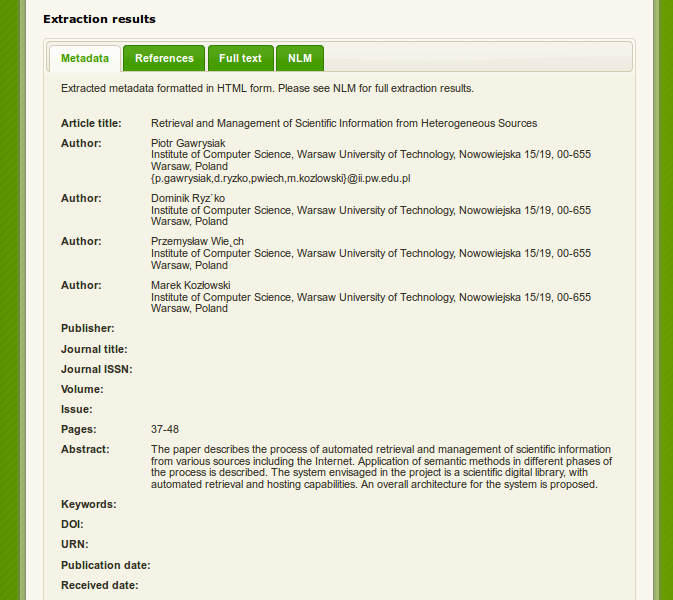 Extraction results
Metadata References Full text NLM
Extracted metadata formatted in HTML form. Please see NLM for full extraction results.
Article title: Retrieval and Management of Scientific Information from Heterogeneous Sources
Author: Piotr Gawrysiak
Institute of Computer Science, Warsaw University of Technology, Nowowiejska 15/19, 00-655
Warsaw, Poland
{p.gawrysiak,d.ryzko,pwiech,m.kozlowski}@ii.pw.edu.pl
Author: Dominik Ryz˙ko
Institute of Computer Science, Warsaw University of Technology, Nowowiejska 15/19, 00-655
Warsaw, Poland
Author: Przemysław Wie¸ch
Institute of Computer Science, Warsaw University of Technology, Nowowiejska 15/19, 00-655
Warsaw, Poland
Author: Marek Kozłowski
Institute of Computer Science, Warsaw University of Technology, Nowowiejska 15/19, 00-655
Warsaw, Poland
Publisher:
Journal title:
Journal ISSN:
Volume:
Issue:
Pages: 37-48
Abstract: The paper describes the process of automated retrieval and management of scientific information
from various sources including the Internet. Application of semantic methods in different phases of
the process is described. The system envisaged in the project is a scientific digital library, with
automated retrieval and hosting capabilities. An overall architecture for the system is proposed.
Keywords:
DOI:
URN:
Publication date:
Received date: